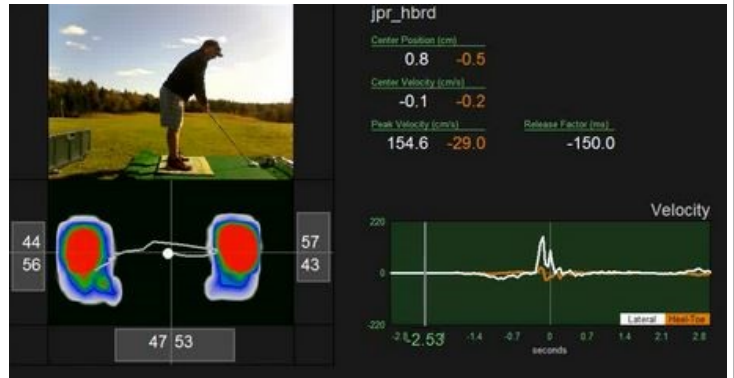 jpr_hbrd
Center Position (cm)
0.8 -0.5
Center Velocity (cm/s)
-0.1 -0.2
Peak Velocity (cm/s) Release Factor (ms)
154.6 -29.0 -150.0
44 57
56 43
47 53
Velocity
220
0
-220
Lateral Heel-Toe
-2.8 -2.53 -1.4 -0.7 0 0.7 1.4 2.1 2.8
seconds